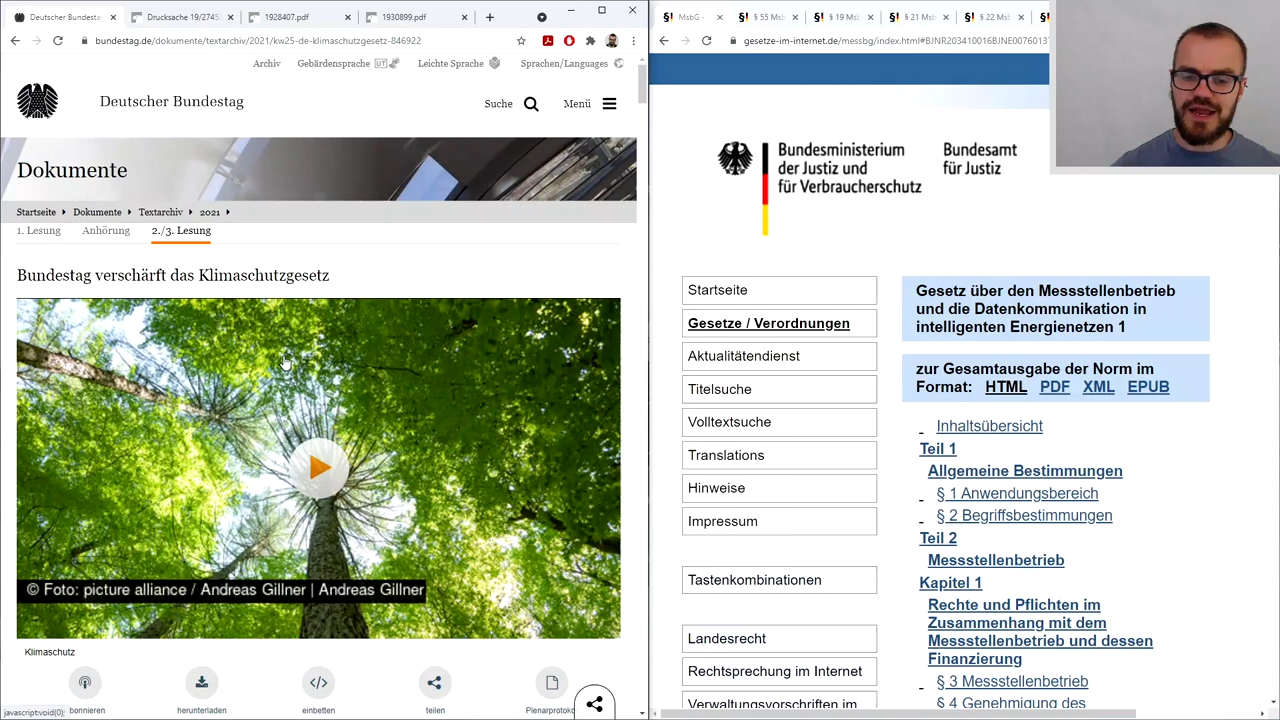 Deutscher Bundesta
Drucksache 19/2745
1928407.pdf
1930899.pdf
bundestag.de/dokumente/textarchiv/2021/kw25-de-klimaschutzgesetz-846922
Archiv
Gebärdensprache
UT
Leichte Sprache
Sprachen/Languages
Deutscher Bundestag
Suche
Menü
Dokumente
Startseite
Dokumente
Textarchiv
2021
1. Lesung
Anhörung
2./3. Lesung
Bundestag verschärft das Klimaschutzgesetz
© Foto: picture alliance / Andreas Gillner | Andreas Gillner
Klimaschutz
bonnieren
herunterladen
einbetten
teilen
Plenarprotoko
javascript:void(0);
MsbG -
§ 55 Msb
§ 19 Msb
§ 21 Msb
§ 22 Msb
gesetze-im-internet.de/messbg/index.html#BJNR203410016BJNE0076013
Bundesministerium
der Justiz und
für Verbraucherschutz
Bundesamt
für Justiz
Startseite
Gesetze / Verordnungen
Aktualitätendienst
Titelsuche
Volltextsuche
Translations
Hinweise
Impressum
Tastenkombinationen
Landesrecht
Rechtsprechung im Internet
Verwaltungsvorschriften im
Gesetz über den Messstellenbetrieb
und die Datenkommunikation in
intelligenten Energienetzen 1
zur Gesamtausgabe der Norm im
Format: HTML PDF XML EPUB
Inhaltsübersicht
Teil 1
Allgemeine Bestimmungen
§ 1 Anwendungsbereich
§ 2 Begriffsbestimmungen
Teil 2
Messstellenbetrieb
Kapitel 1
Rechte und Pflichten im
Zusammenhang mit dem
Messstellenbetrieb und dessen
Finanzierung
§ 3 Messstellenbetrieb
§ 4 Genehmigung des